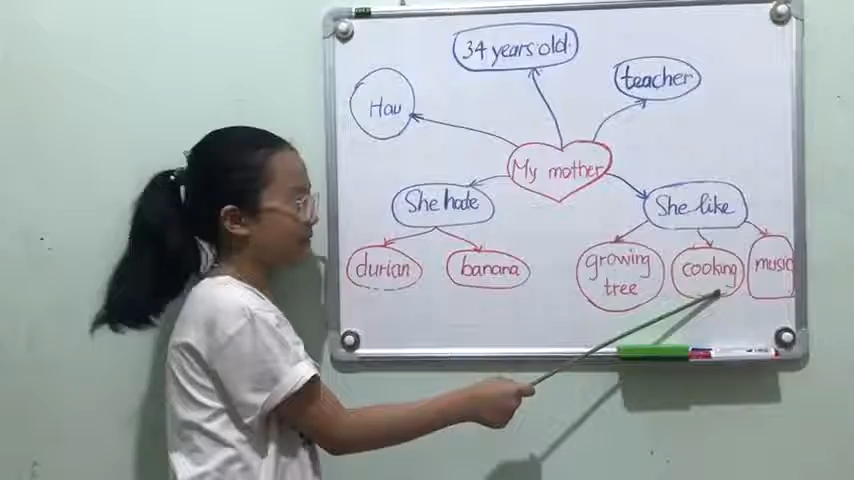 34 years old
teacher
Hau
My mother
She hate
She like
durian
banana
growing
tree
cooking
music